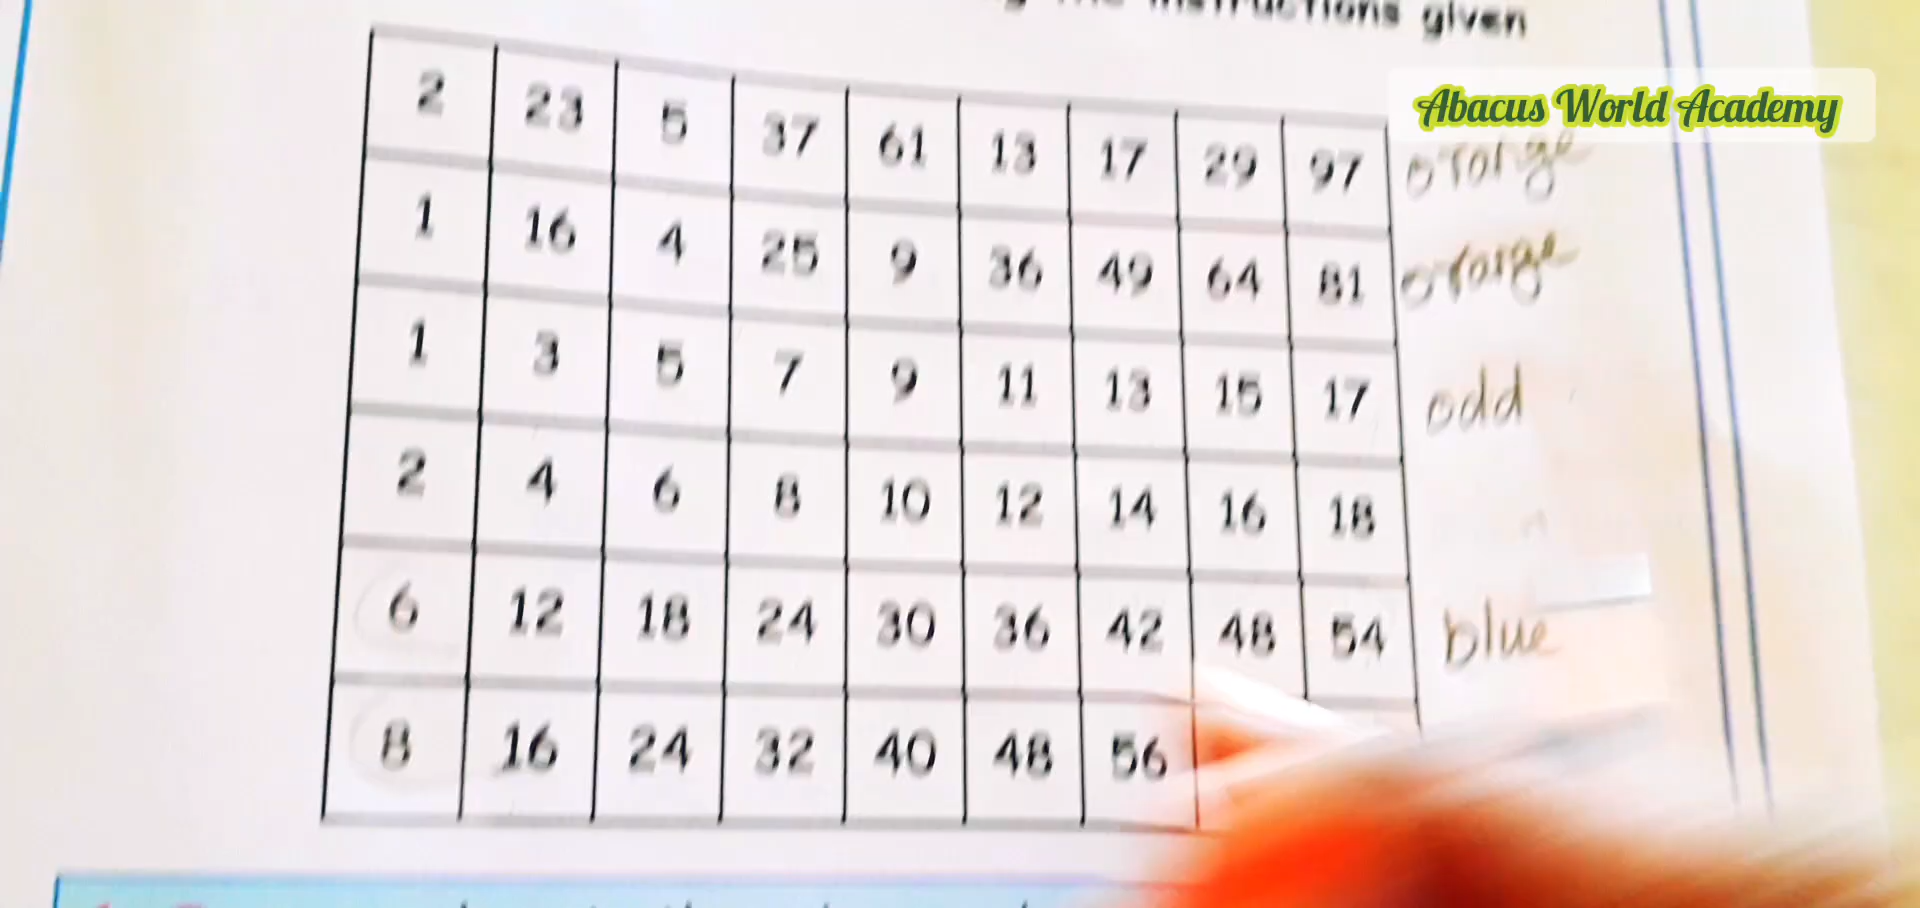 instructions given
Abacus World Academy
2 23 5 37 61 13 17 29 97 orange
1 16 4 25 9 36 49 64 81 orange
1 3 5 7 9 11 13 15 17 odd
2 4 6 8 10 12 14 16 18
6 12 18 24 30 36 42 48 54 blue
8 16 24 32 40 48 56